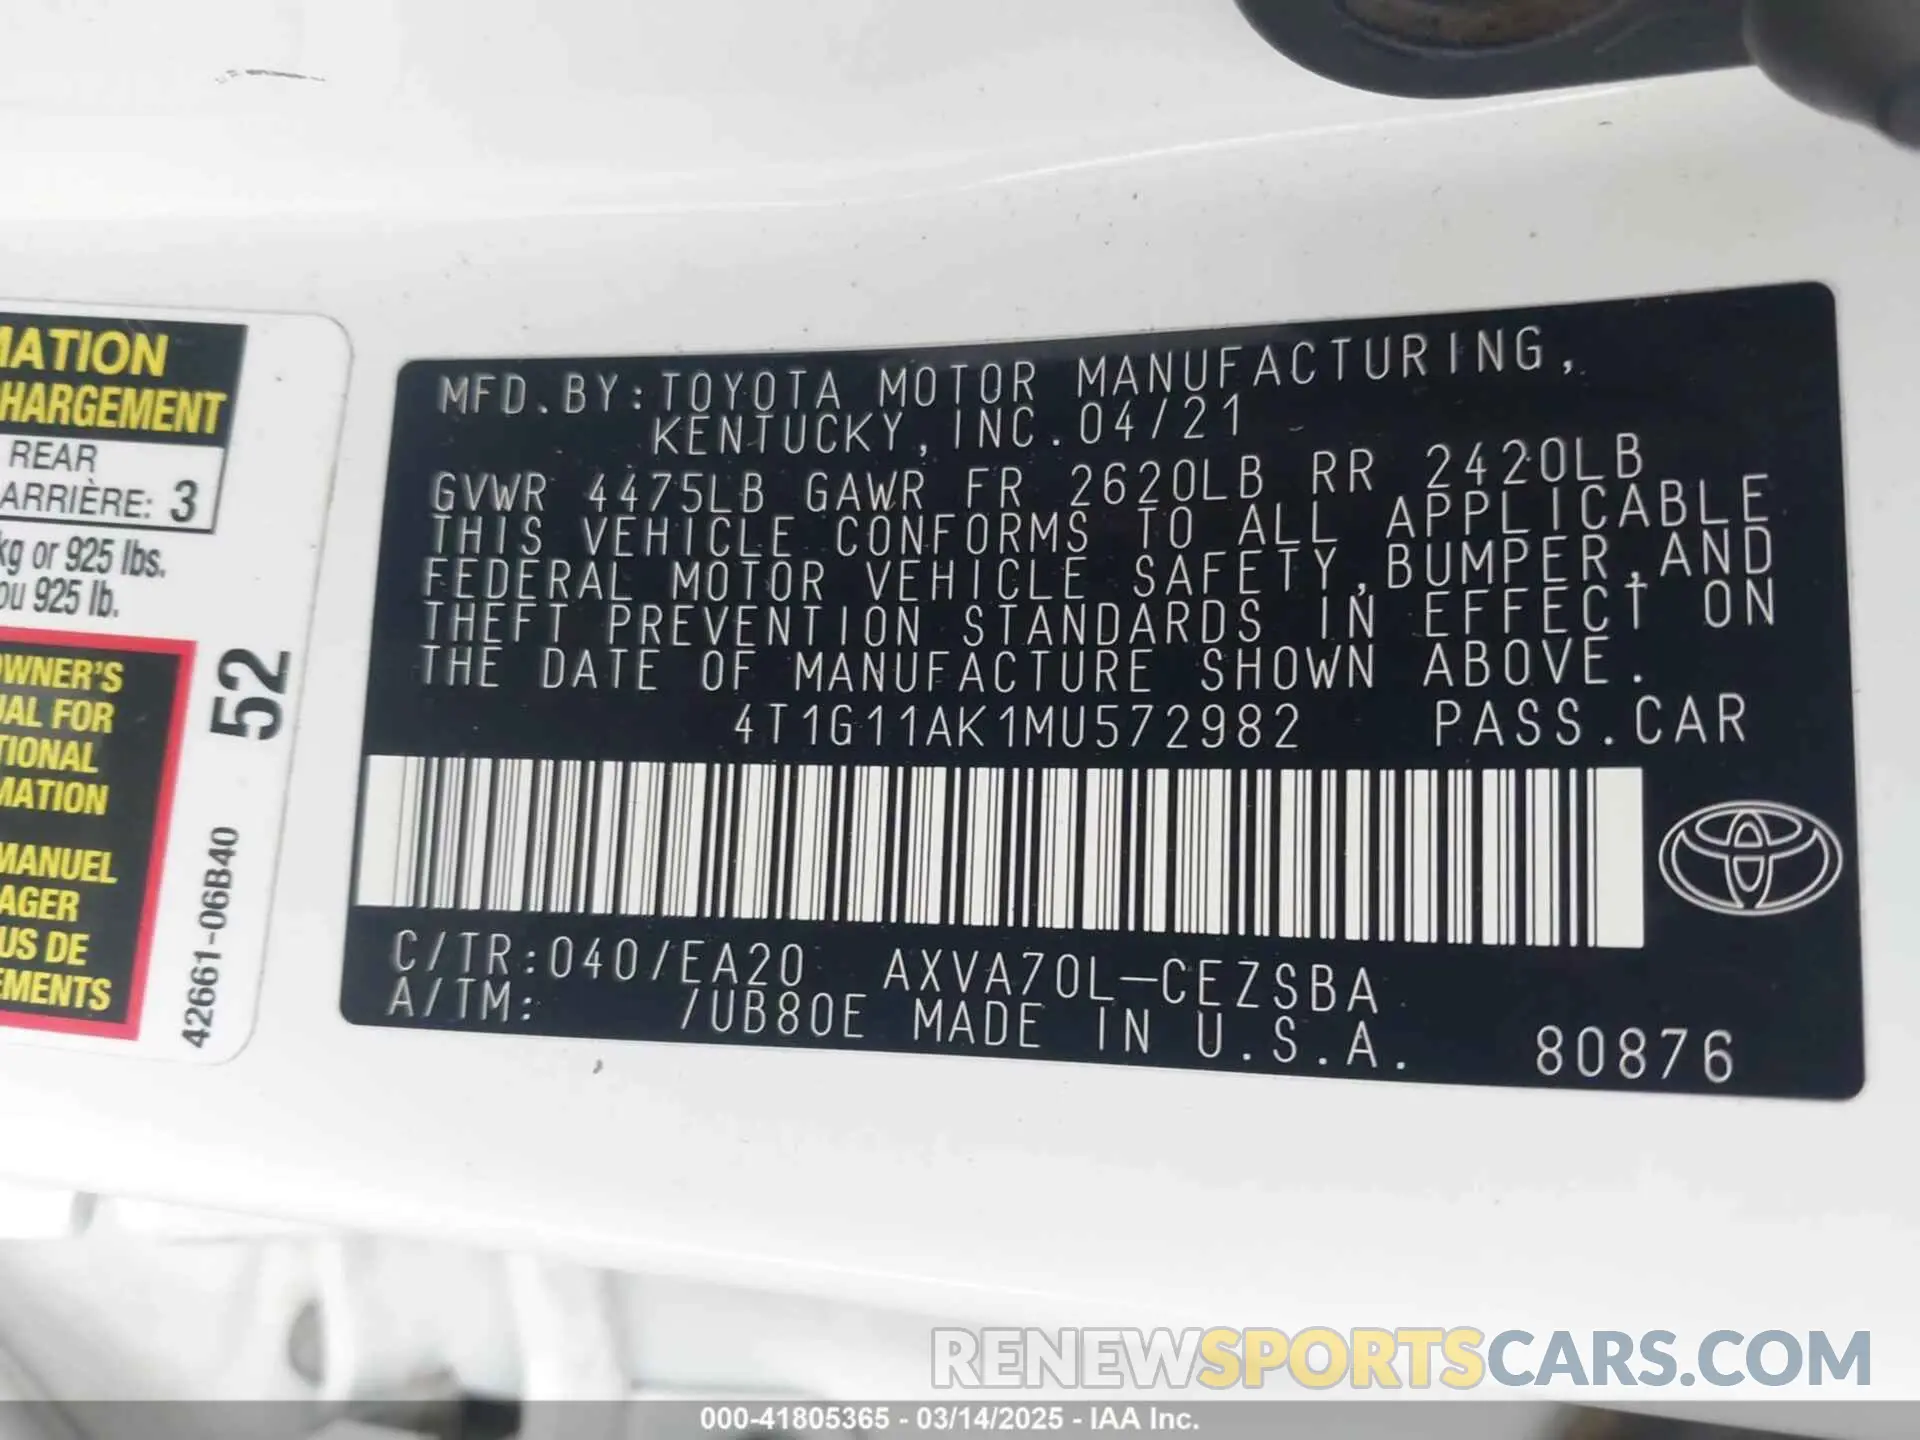 MATION
HARGEMENT
REAR
ARRIÈRE: 3
kg or 925 lbs.
ou 925 lb.
OWNER'S
UAL FOR
TIONAL
MATION
MANUEL
AGER
US DE
EMENTS
52
42661-06B40
MFD.BY:TOYOTA MOTOR MANUFACTURING,
KENTUCKY,INC.04/21
GVWR 4475LB GAWR FR 2620LB RR 2420LB
THIS VEHICLE CONFORMS TO ALL APPLICABLE
FEDERAL MOTOR VEHICLE SAFETY,BUMPER,AND
THEFT PREVENTION STANDARDS IN EFFECT ON
THE DATE OF MANUFACTURE SHOWN ABOVE.
4T1G11AK1MU572982 PASS.CAR
C/TR:040/EA20 AXVA70L-CEZSBA
A/TM: /UB80E MADE IN U.S.A. 80876
RENEWSPORTSCARS.COM
000-41805365 - 03/14/2025 - IAA Inc.